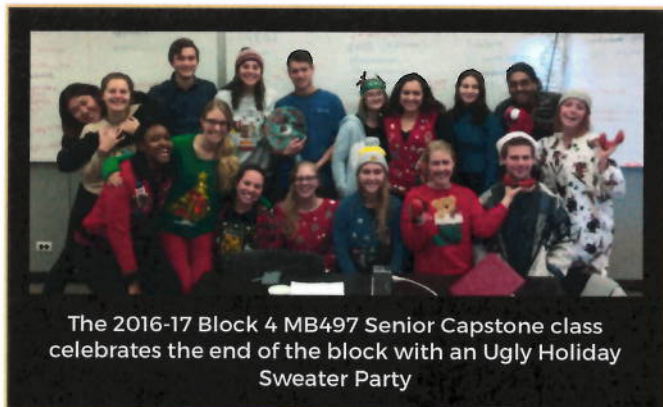 The 2016-17 Block 4 MB497 Senior Capstone class
celebrates the end of the block with an Ugly Holiday
Sweater Party